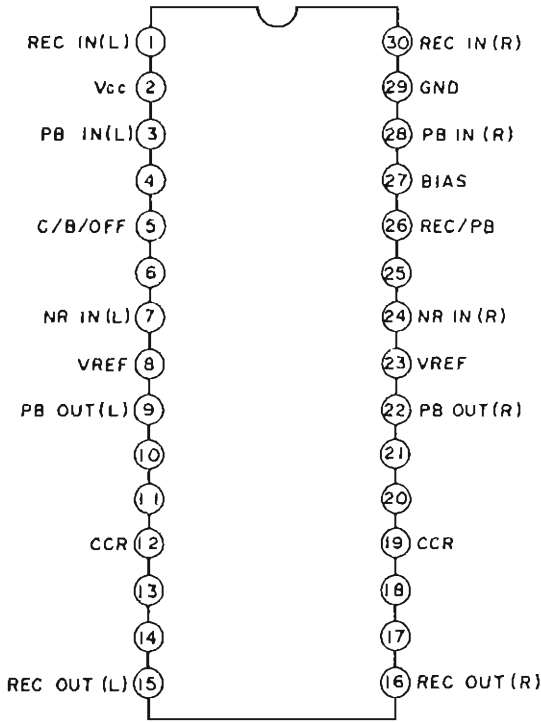 REC IN(L) 1 30 REC IN(R)
Vcc 2 29 GND
PB IN(L) 3 28 PB IN(R)
4 27 BIAS
C/B/OFF 5 26 REC/PB
6 25
NR IN(L) 7 24 NR IN(R)
VREF 8 23 VREF
PB OUT(L) 9 22 PB OUT(R)
10 21
11 20
CCR 12 19 CCR
13 18
14 17
REC OUT (L) 15 16 REC OUT(R)